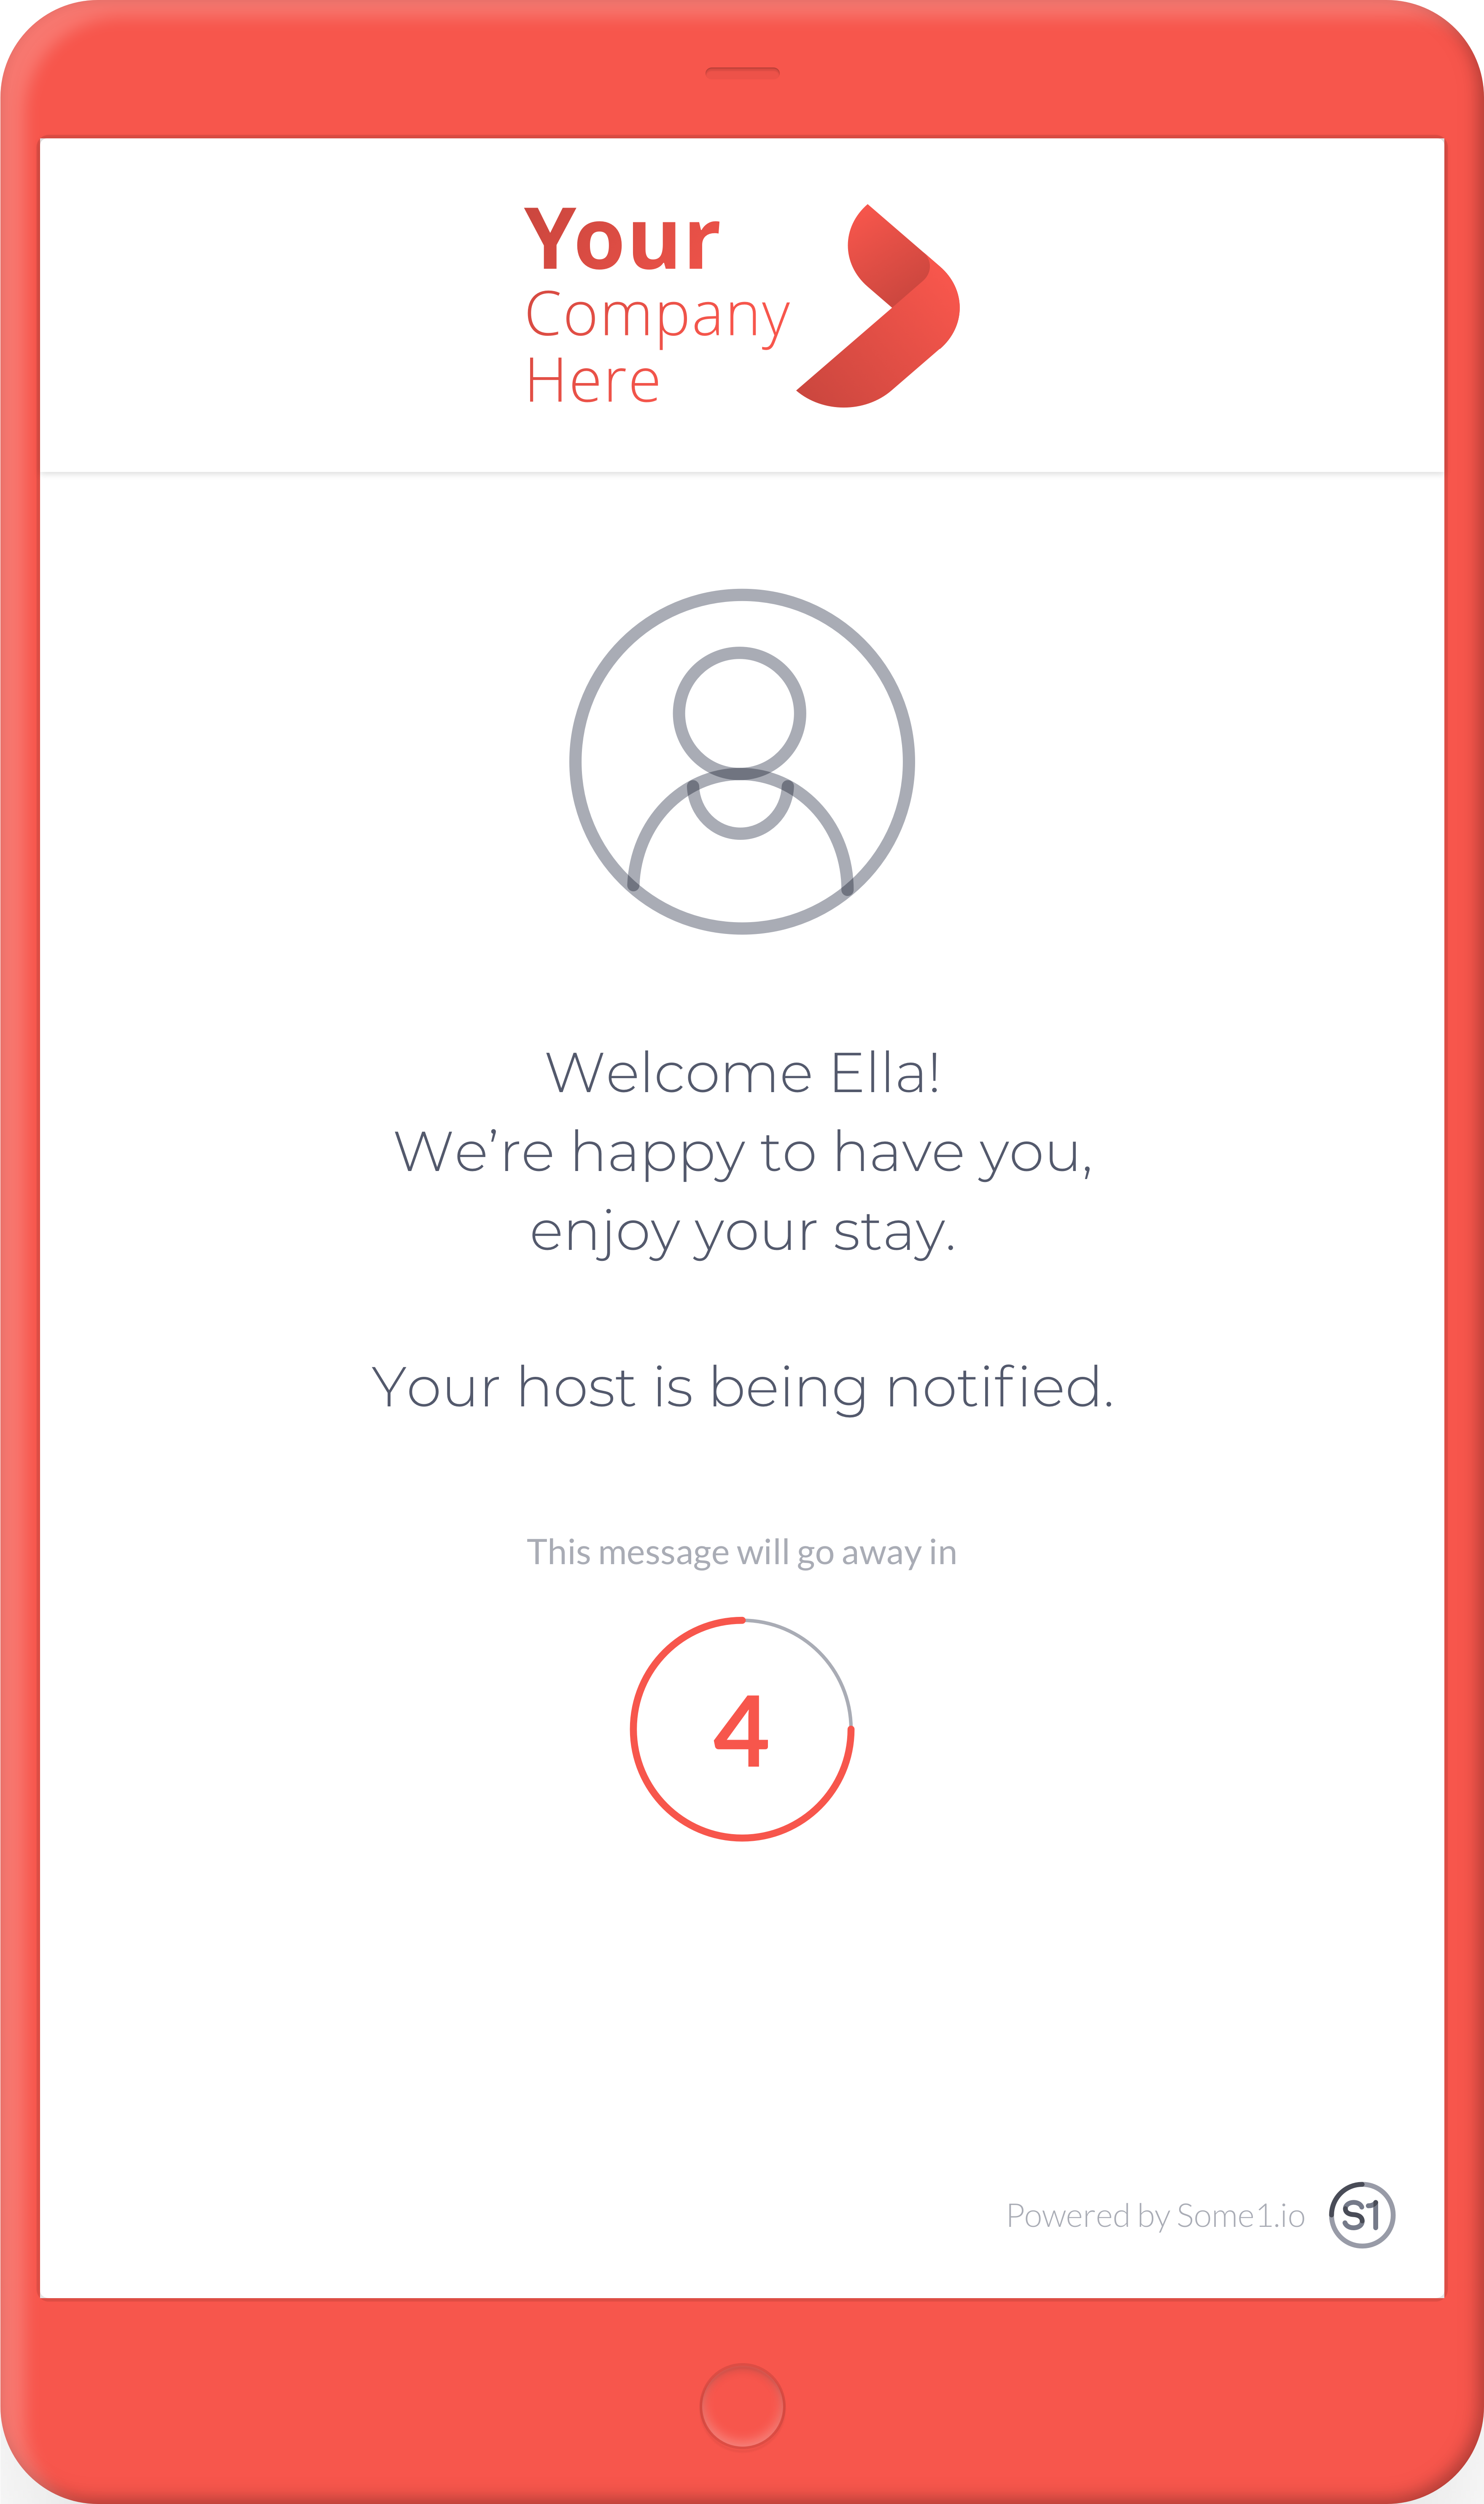 Your
Company
Here
Welcome Ella!
We’re happy to have you,
enjoy your stay.
Your host is being notified.
This message will go away in
4
Powered by Some1.io
S1